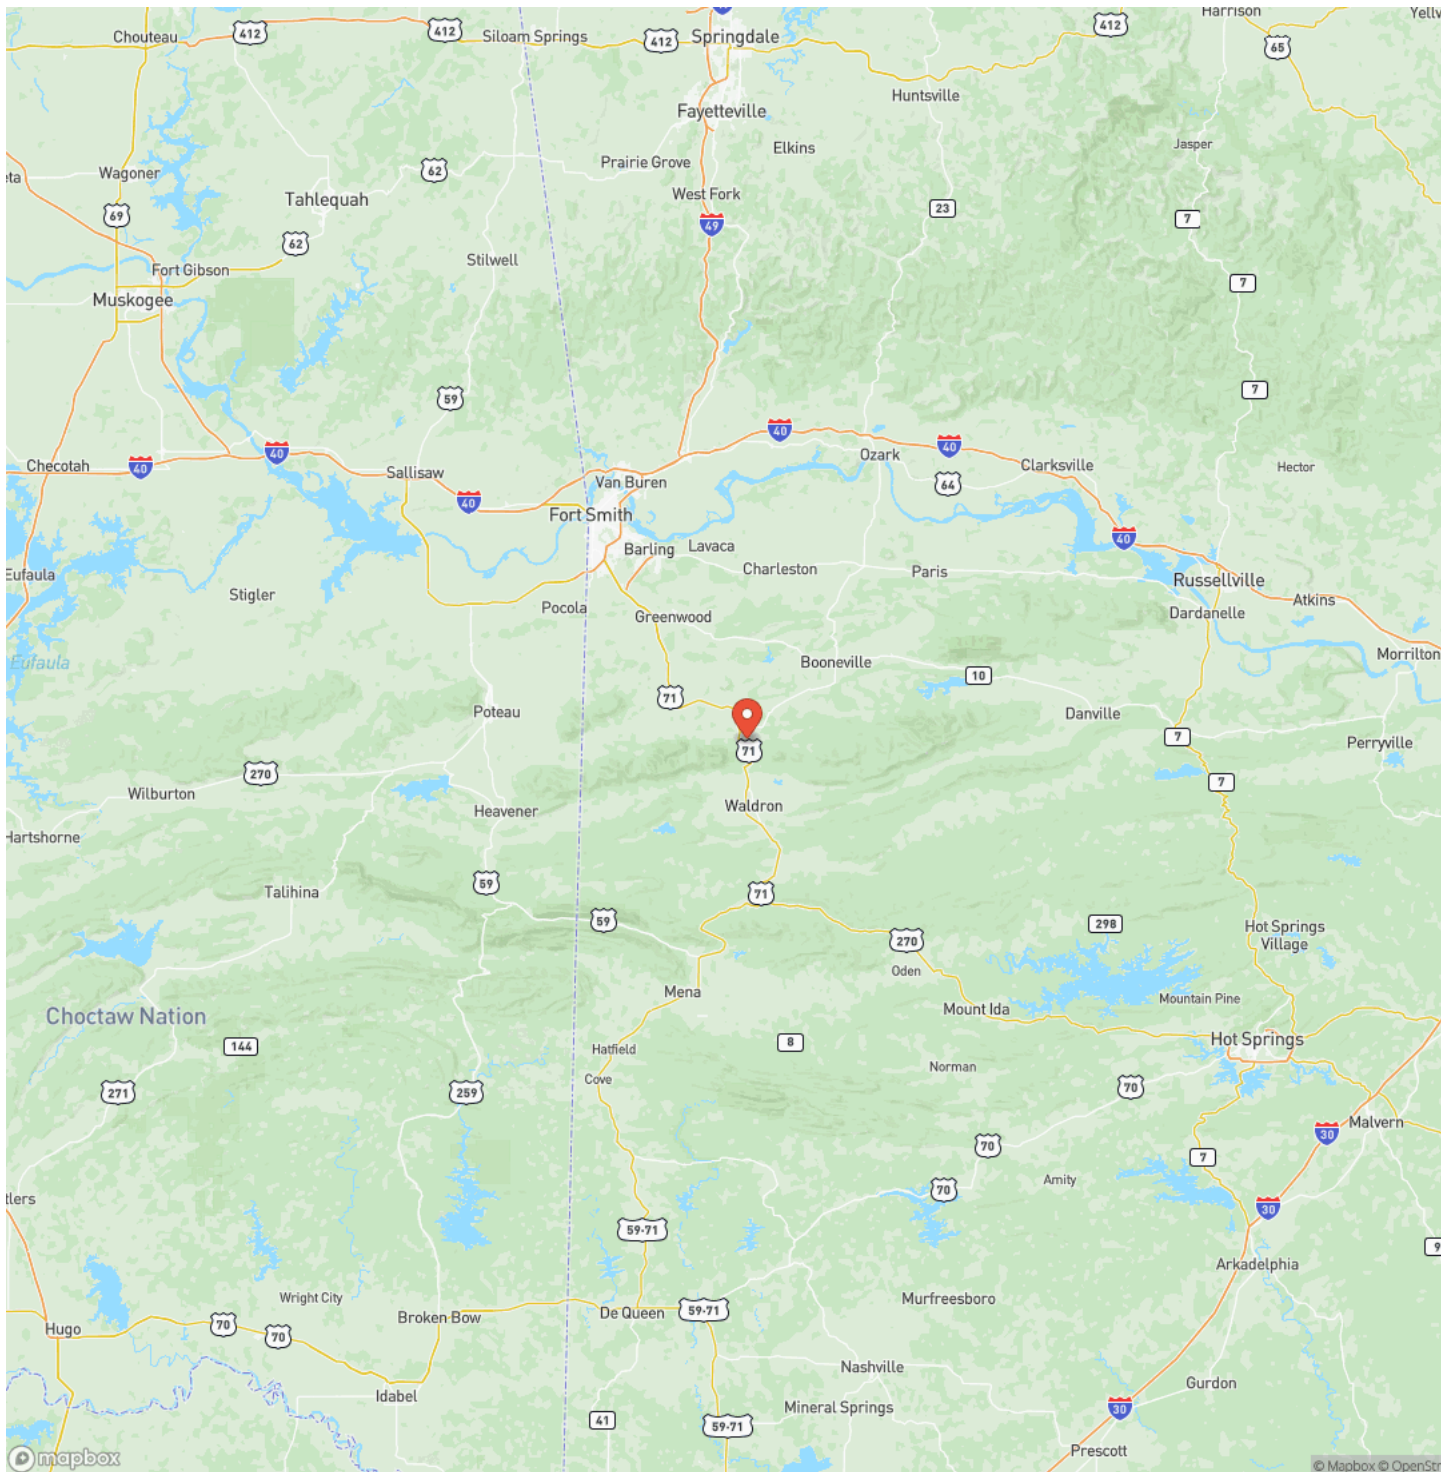 Harrison
Yellv
412
412
Chouteau
Siloam Springs
412
Springdale
412
65
Huntsville
Fayetteville
Elkins
Jasper
Prairie Grove
62
Wagoner
eta
Tahlequah
West Fork
23
69
49
7
62
Stilwell
Fort Gibson
7
Muskogee
7
59
40
40
Ozark
40
40
Checotah
40
Sallisaw
Clarksville
Hector
Van Buren
64
40
Fort Smith
40
Barling
Lavaca
Charleston
Paris
Eufaula
Russellville
Stigler
Pocola
Atkins
Greenwood
Dardanelle
Eufaula
Booneville
Morrilton
10
71
Poteau
Danville
7
Perryville
71
270
7
Wilburton
Heavener
Waldron
Hartshorne
59
Talihina
71
59
298
Hot Springs
Village
270
Oden
Mena
Mountain Pine
Choctaw Nation
Mount Ida
Hot Springs
144
8
Hatfield
Norman
Cove
70
271
259
Malvern
30
70
7
Amity
70
tlers
30
59-71
9
Arkadelphia
Wright City
Murfreesboro
59-71
De Queen
Broken Bow
70
Hugo
70
Nashville
Gurdon
Idabel
Mineral Springs
30
41
59-71
Prescott
mapbox
© Mapbox © OpenStr